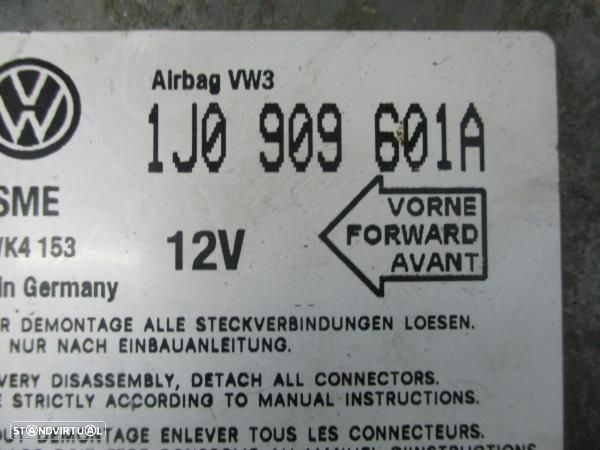 Airbag VW3
1J0 909 601A
SME
VK4 153
12V
VORNE
FORWARD
AVANT
in Germany
R DEMONTAGE ALLE STECKVERBINDUNGEN LOESEN.
NUR NACH EINBAUANLEITUNG.
VERY DISASSEMBLY, DETACH ALL CONNECTORS.
E STRICTLY ACCORDING TO MANUAL INSTRUCTIONS.
OUT DEMONTAGE ENLEVER TOUS LES CONNECTEURS.
STANDVIRTUAL